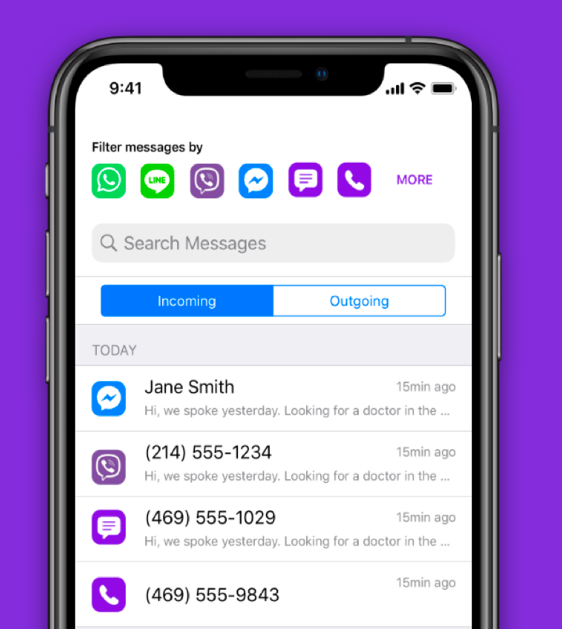 9:41
Filter messages by
LINE
MORE
Search Messages
Incoming
Outgoing
TODAY
Jane Smith
15min ago
Hi, we spoke yesterday. Looking for a doctor in the ...
(214) 555-1234
15min ago
Hi, we spoke yesterday. Looking for a doctor in the ...
(469) 555-1029
15min ago
Hi, we spoke yesterday. Looking for a doctor in the ...
(469) 555-9843
15min ago